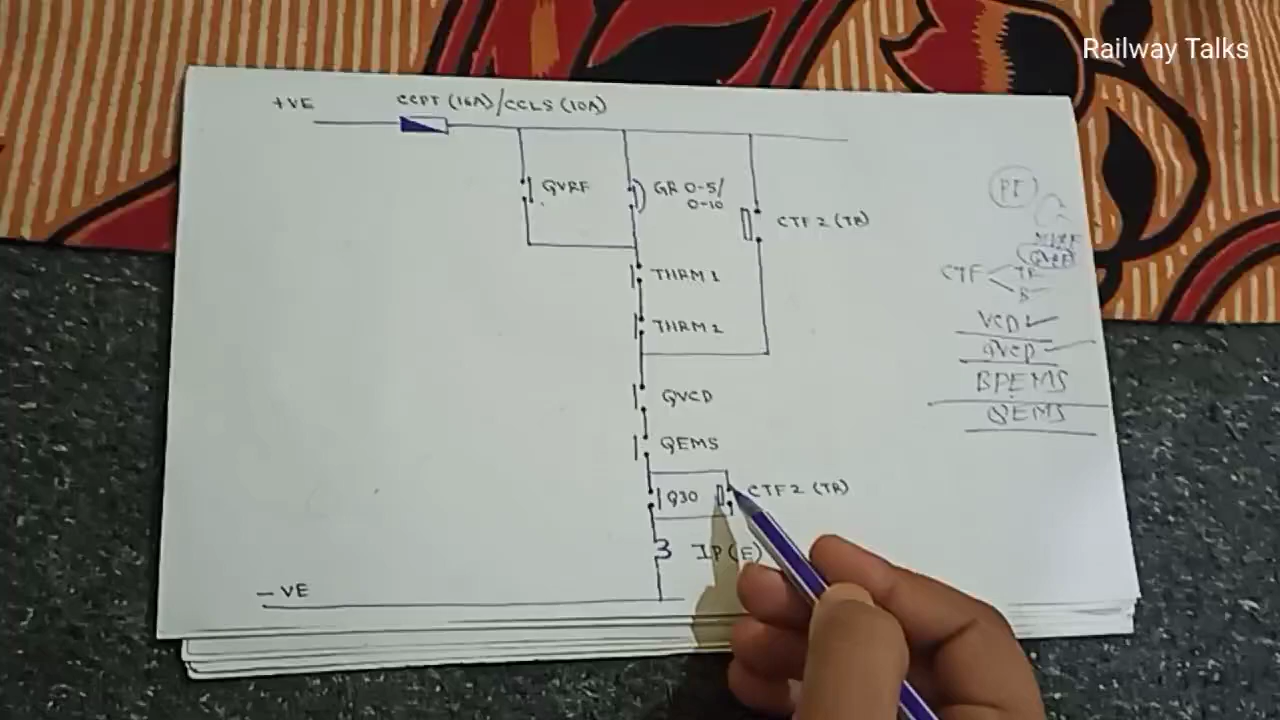 Railway Talks
+VE
CCPT (16A)/CCLS (10A)
QVRF
GR 0-5/
0-10
CTF 2 (TR)
THRM 1
THRM 2
QVCD
QEMS
Q30
CTF 2 (TR)
IP(E)
-VE
PT
CTF
VCD
QVCD
BPEMS
QEMS